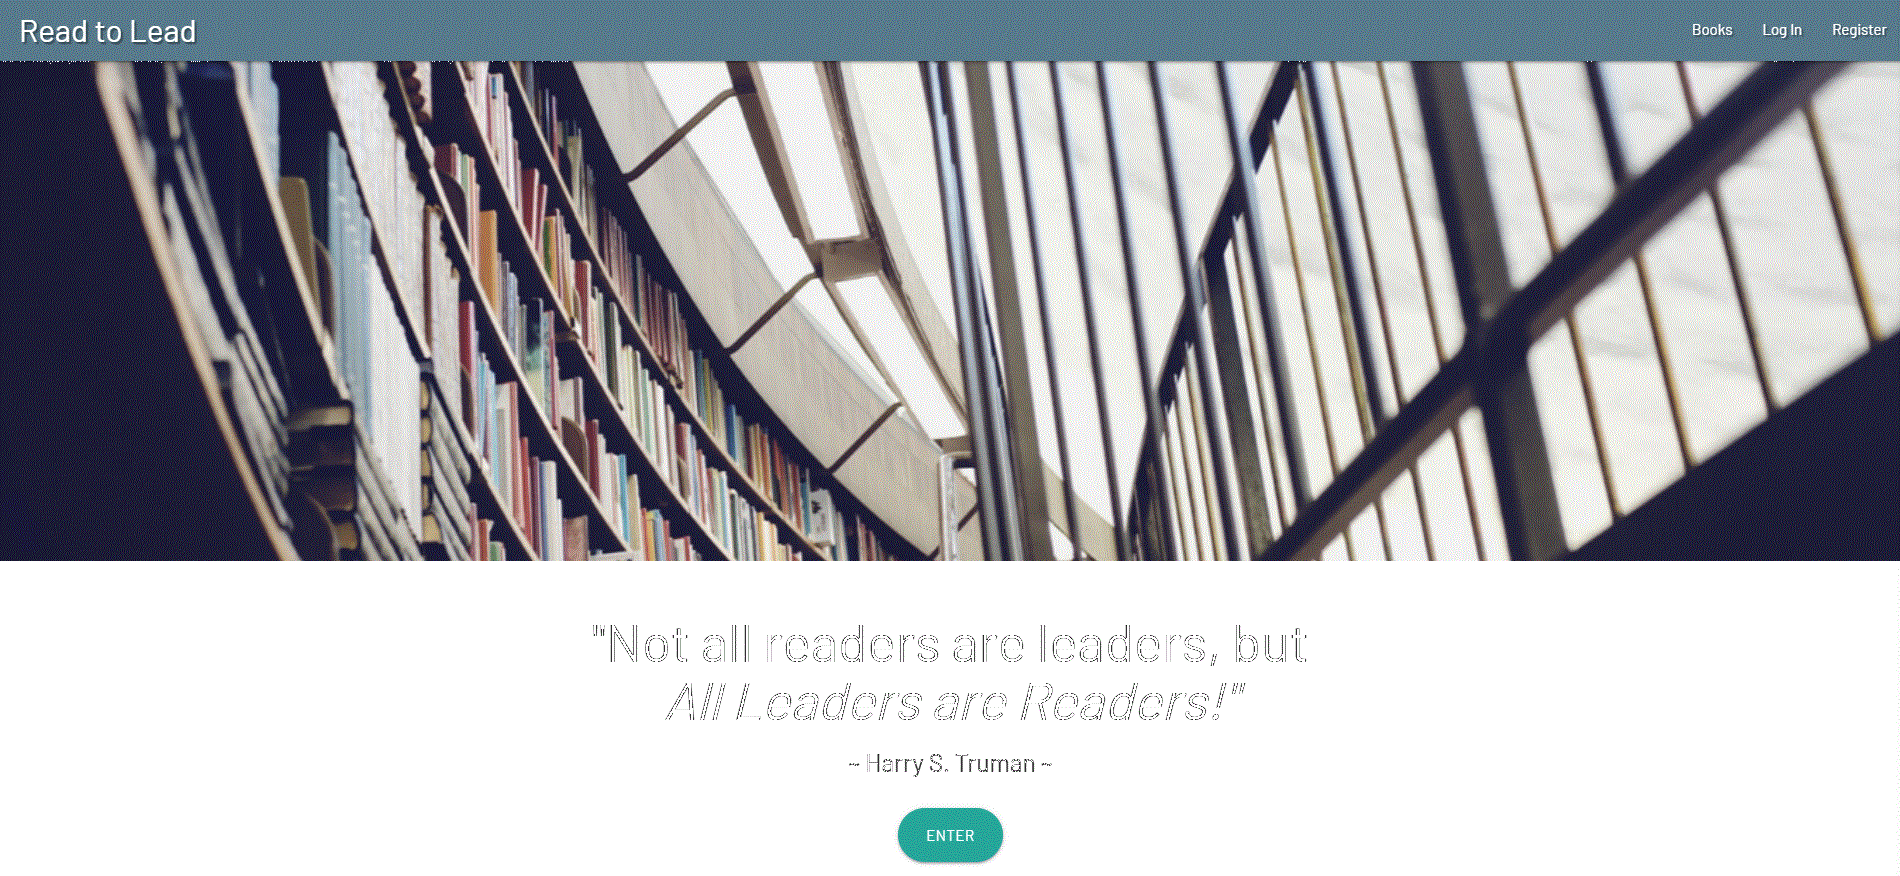 Read to Lead
Books Log In Register
"Not all readers are leaders, but
All Leaders are Readers!"
~ Harry S. Truman ~
ENTER